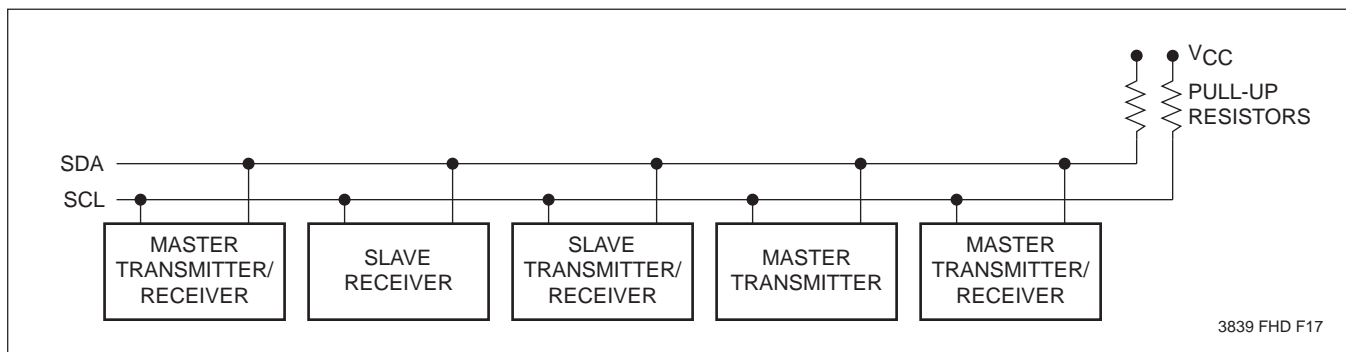 VCC
PULL-UP
RESISTORS
SDA
SCL
MASTER
TRANSMITTER/
RECEIVER
SLAVE
RECEIVER
SLAVE
TRANSMITTER/
RECEIVER
MASTER
TRANSMITTER
MASTER
TRANSMITTER/
RECEIVER
3839 FHD F17